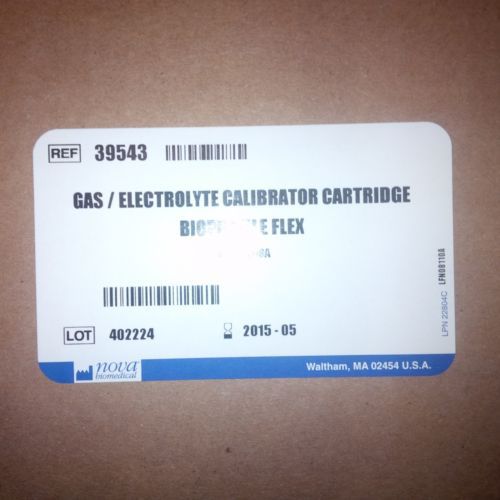 REF 39543
GAS / ELECTROLYTE CALIBRATOR CARTRIDGE
FLEX
LOT 402224 2015 - 05
nova
biomedical
Waltham, MA 02454 U.S.A.
LPN 22804C LFN08110A